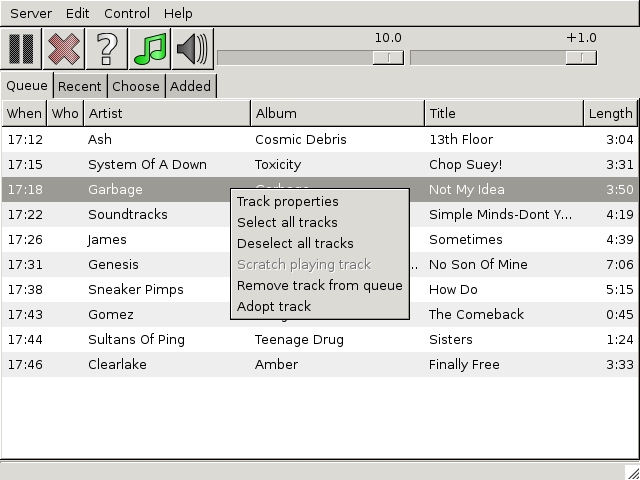 Server Edit Control Help
10.0 +1.0
Queue Recent Choose Added
When Who Artist Album Title Length
17:12 Ash Cosmic Debris 13th Floor 3:04
17:15 System Of A Down Toxicity Chop Suey! 3:31
17:18 Garbage Garbage Not My Idea 3:50
Track properties
17:22 Soundtracks Select all tracks Simple Minds-Dont Y... 4:19
17:26 James Deselect all tracks Sometimes 4:39
17:31 Genesis Scratch playing track ... No Son Of Mine 7:06
17:38 Sneaker Pimps Remove track from queue How Do 5:15
17:43 Gomez Adopt track The Comeback 0:45
17:44 Sultans Of Ping Teenage Drug Sisters 1:24
17:46 Clearlake Amber Finally Free 3:33